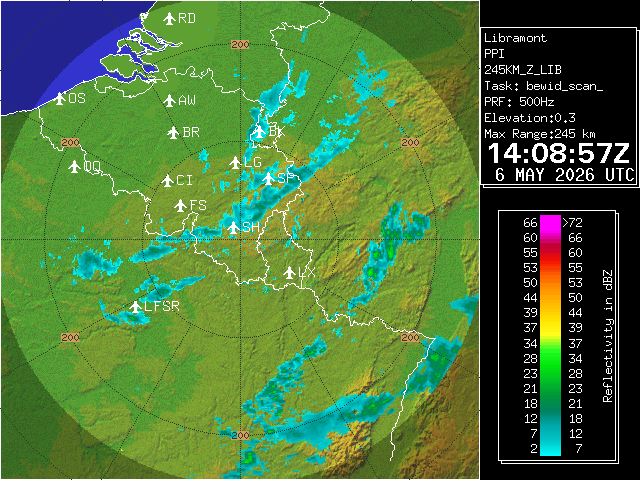 RD
200
OS
AW
BR
BK
200
200
QQ
LG
CI
SP
FS
SH
LX
LFSR
200
200
200
Libramont
PPI
245KM_Z_LIB
Task: bewid_scan_
PRF: 500Hz
Elevation:0.3
Max Range:245 km
14:08:57Z
6 MAY 2026 UTC
66 >72
60 66
55 60
53 55
50 53
44 50
39 44
37 39
34 37
28 34
23 28
21 23
18 21
12 18
7 12
2 7
Reflectivity in dBZ